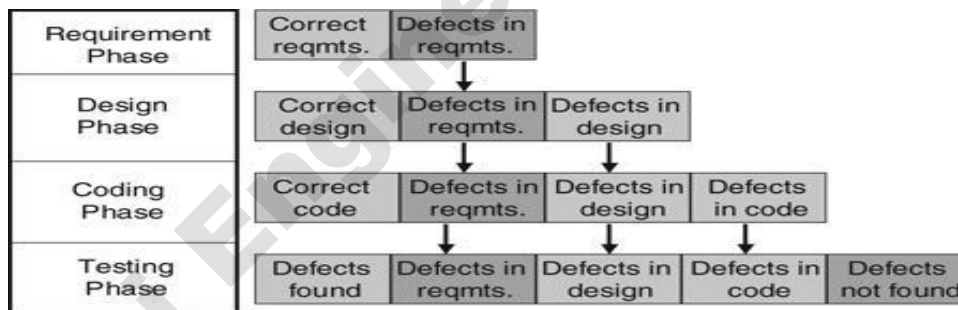 Requirement
Phase
Correct
reqmts.
Defects in
reqmts.
Design
Phase
Correct
design
Defects in
reqmts.
Defects in
design
Coding
Phase
Correct
code
Defects in
reqmts.
Defects in
design
Defects
in code
Testing
Phase
Defects
found
Defects in
reqmts.
Defects in
design
Defects in
code
Defects
not found